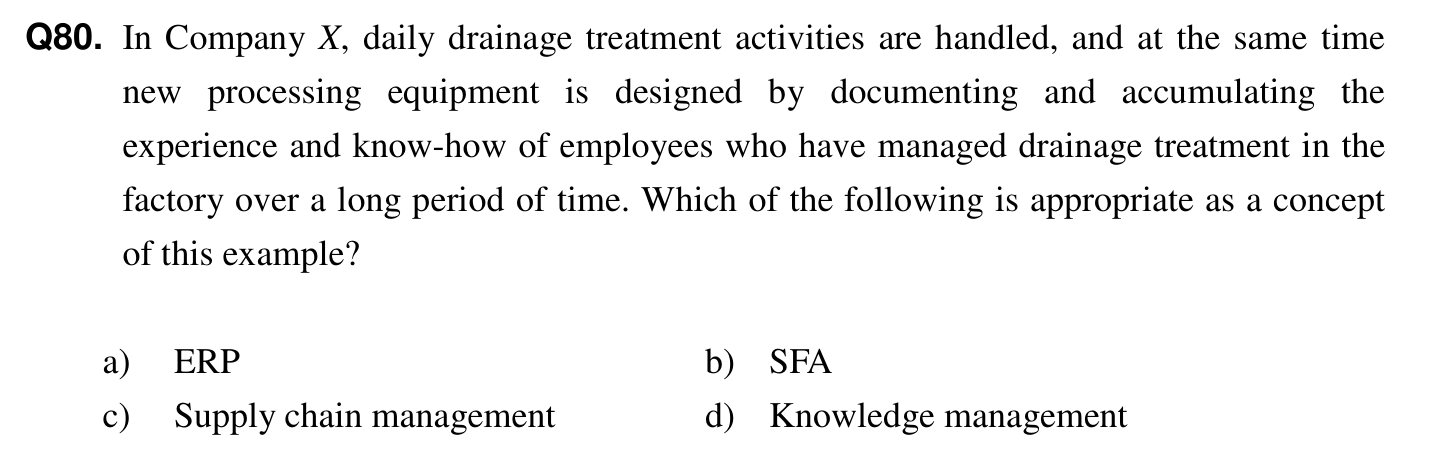 Q80. In Company X, daily drainage treatment activities are handled, and at the same time
new processing equipment is designed by documenting and accumulating the
experience and know-how of employees who have managed drainage treatment in the
factory over a long period of time. Which of the following is appropriate as a concept
of this example?
a) ERP b) SFA
c) Supply chain management d) Knowledge management